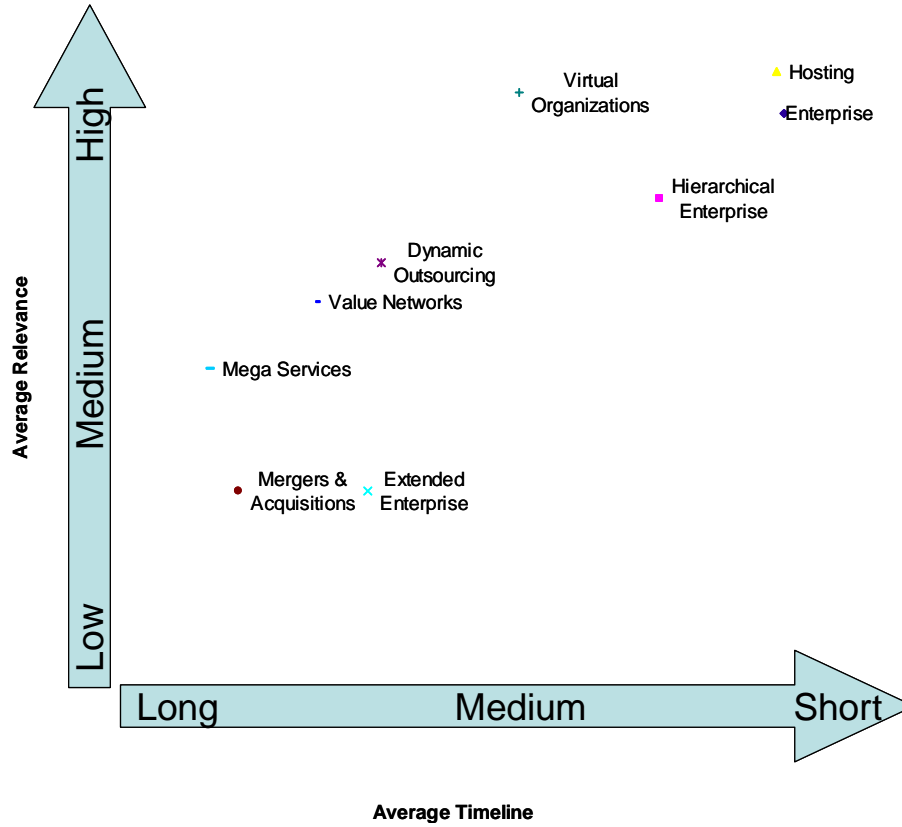 High
Medium
Low
Average Relevance
Virtual
Organizations
Hosting
Enterprise
Hierarchical
Enterprise
Dynamic
Outsourcing
Value Networks
Mega Services
Mergers &
Acquisitions
Extended
Enterprise
Long
Medium
Short
Average Timeline